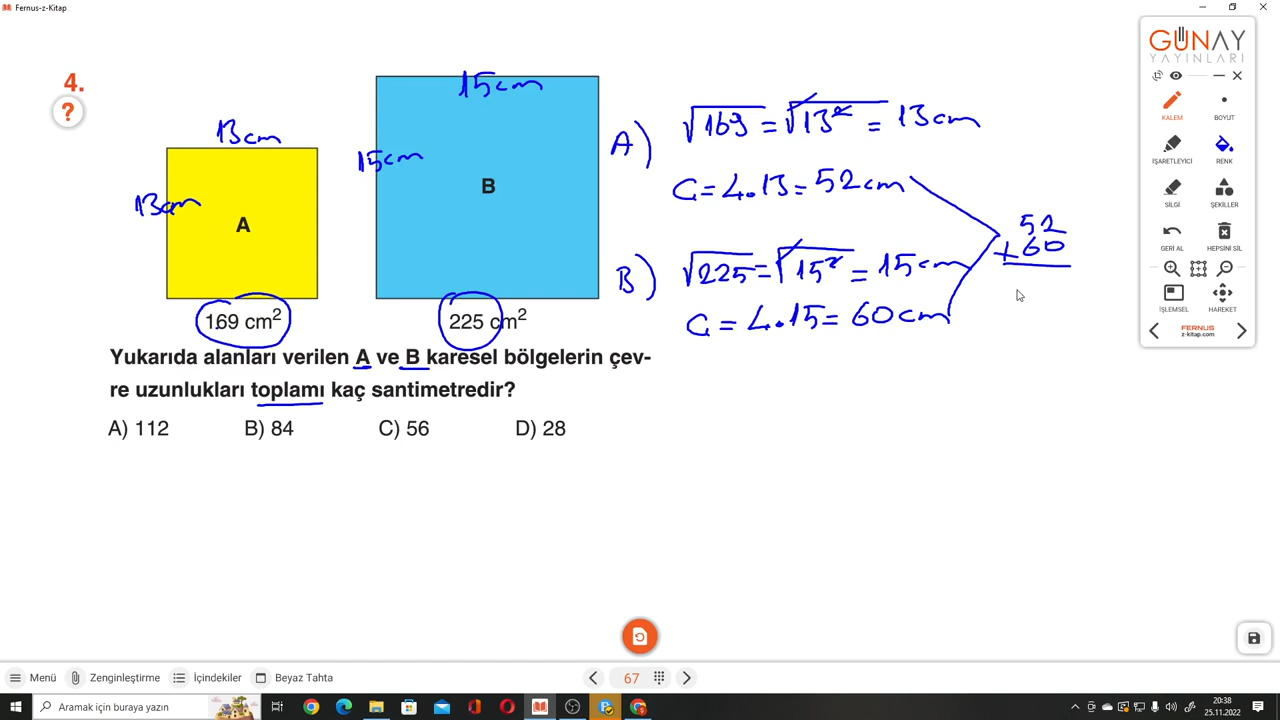 Fernus-z-Kitap
4.
?
13cm
13cm
A
169 cm²
15cm
15cm
B
225 cm²
A) √169 = √13² = 13cm
Ç = 4.13 = 52cm
B) √225 = √15² = 15cm
Ç = 4.15 = 60cm
52
+60
Yukarıda alanları verilen A ve B karesel bölgelerin çev-
re uzunlukları toplamı kaç santimetredir?
A) 112 B) 84 C) 56 D) 28
GÜNAY
YAYINLARI
KALEM BOYUT
İŞARETLEYİCİ RENK
SİLGİ ŞEKİLLER
GERİ AL HEPSİNİ SİL
İŞLEMSEL HAREKET
FERNUS
z-kitap.com
Menü Zenginleştirme İçindekiler Beyaz Tahta 67
Aramak için buraya yazın
20:38
25.11.2022